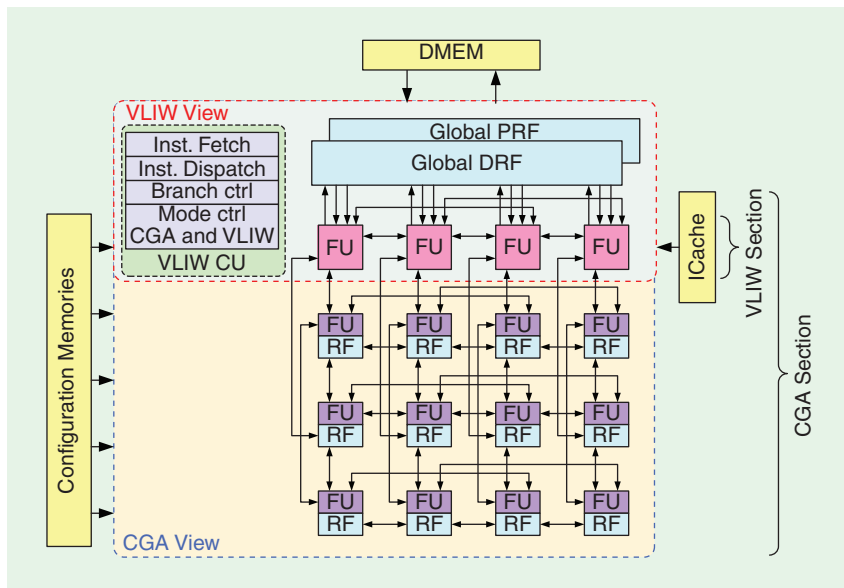 DMEM
VLIW View
Inst. Fetch
Inst. Dispatch
Branch ctrl
Mode ctrl
CGA and VLIW
VLIW CU
Global PRF
Global DRF
FU FU FU FU
FU FU FU FU
RF RF RF RF
FU FU FU FU
RF RF RF RF
FU FU FU FU
RF RF RF RF
CGA View
Configuration Memories
ICache
VLIW Section
CGA Section